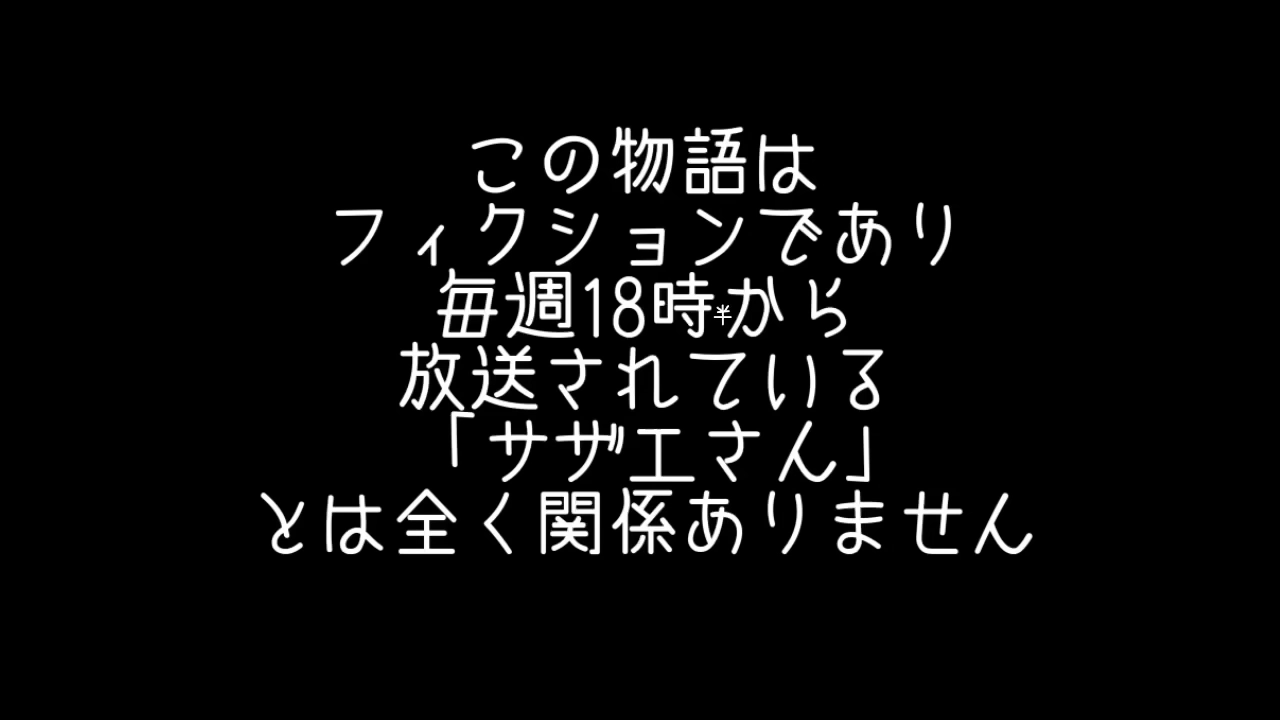 この物語は
フィクションであり
毎週18時半から
放送されている
「サザエさん」
とは全く関係ありません